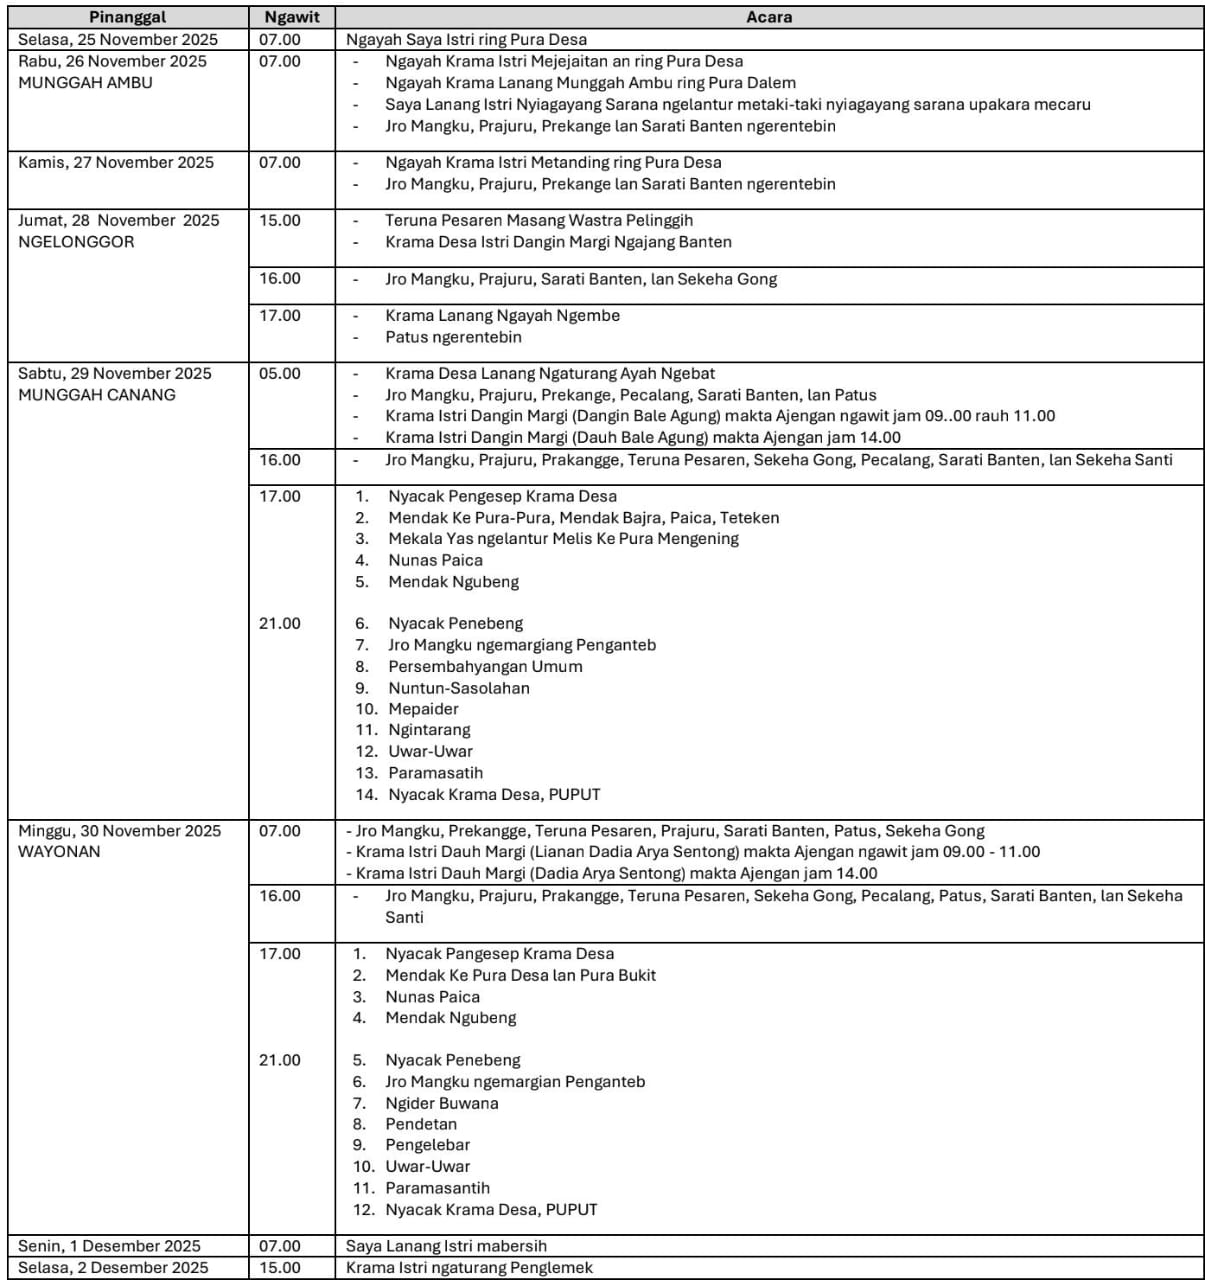 Pinanggal Ngawit Acara
Selasa, 25 November 2025 07.00 Ngayah Saya Istri ring Pura Desa
Rabu, 26 November 2025 07.00 - Ngayah Krama Istri Mejejaitan an ring Pura Desa
MUNGGAH AMBU - Ngayah Krama Lanang Munggah Ambu ring Pura Dalem
- Saya Lanang Istri Nyiagayang Sarana ngelantur metaki-taki nyiagayang sarana upakara mecaru
- Jro Mangku, Prajuru, Prekange lan Sarati Banten ngerentebin
Kamis, 27 November 2025 07.00 - Ngayah Krama Istri Metanding ring Pura Desa
- Jro Mangku, Prajuru, Prekange lan Sarati Banten ngerentebin
Jumat, 28 November 2025 15.00 - Teruna Pesaren Masang Wastra Pelinggih
NGELONGGOR - Krama Desa Istri Dangin Margi Ngajang Banten
16.00 - Jro Mangku, Prajuru, Sarati Banten, lan Sekeha Gong
17.00 - Krama Lanang Ngayah Ngembe
- Patus ngerentebin
Sabtu, 29 November 2025 05.00 - Krama Desa Lanang Ngaturang Ayah Ngebat
MUNGGAH CANANG - Jro Mangku, Prajuru, Prekange, Pecalang, Sarati Banten, lan Patus
- Krama Istri Dangin Margi (Dangin Bale Agung) makta Ajengan ngawit jam 09..00 rauh 11.00
- Krama Istri Dangin Margi (Dauh Bale Agung) makta Ajengan jam 14.00
16.00 - Jro Mangku, Prajuru, Prakangge, Teruna Pesaren, Sekeha Gong, Pecalang, Sarati Banten, lan Sekeha Santi
17.00 1. Nyacak Pengesep Krama Desa
2. Mendak Ke Pura-Pura, Mendak Bajra, Paica, Teteken
3. Mekala Yas ngelantur Melis Ke Pura Mengening
4. Nunas Paica
5. Mendak Ngubeng
21.00 6. Nyacak Penebeng
7. Jro Mangku ngemargiang Penganteb
8. Persembahyangan Umum
9. Nuntun-Sasolahan
10. Mepaider
11. Ngintarang
12. Uwar-Uwar
13. Paramasatih
14. Nyacak Krama Desa, PUPUT
Minggu, 30 November 2025 07.00 - Jro Mangku, Prekangge, Teruna Pesaren, Prajuru, Sarati Banten, Patus, Sekeha Gong
WAYONAN - Krama Istri Dauh Margi (Lianan Dadia Arya Sentong) makta Ajengan ngawit jam 09.00 - 11.00
- Krama Istri Dauh Margi (Dadia Arya Sentong) makta Ajengan jam 14.00
16.00 - Jro Mangku, Prajuru, Prakangge, Teruna Pesaren, Sekeha Gong, Pecalang, Patus, Sarati Banten, lan Sekeha
Santi
17.00 1. Nyacak Pangesep Krama Desa
2. Mendak Ke Pura Desa lan Pura Bukit
3. Nunas Paica
4. Mendak Ngubeng
21.00 5. Nyacak Penebeng
6. Jro Mangku ngemargian Penganteb
7. Ngider Buwana
8. Pendetan
9. Pengelebar
10. Uwar-Uwar
11. Paramasantih
12. Nyacak Krama Desa, PUPUT
Senin, 1 Desember 2025 07.00 Saya Lanang Istri mabersih
Selasa, 2 Desember 2025 15.00 Krama Istri ngaturang Penglemek